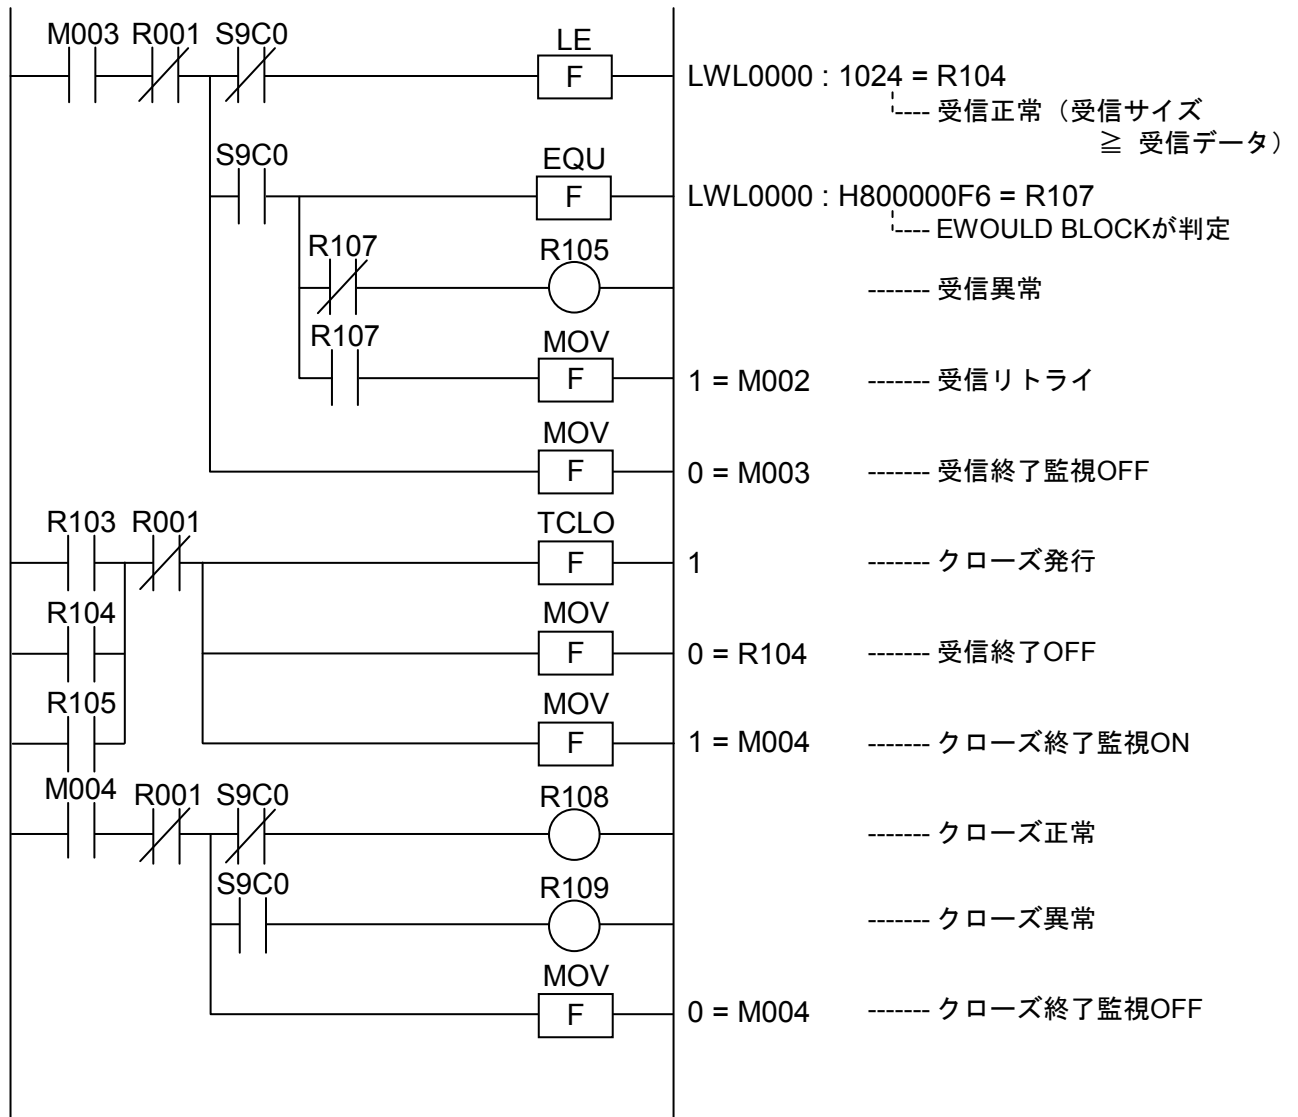 M003 R001 S9C0 LE
F LWL0000 : 1024 = R104
---- 受信正常（受信サイズ
≧ 受信データ）
S9C0 EQU
F LWL0000 : H800000F6 = R107
---- EWOULD BLOCKが判定
R107 R105
------- 受信異常
R107 MOV
F 1 = M002 ------- 受信リトライ
MOV
F 0 = M003 ------- 受信終了監視OFF
R103 R001 TCLO
F 1 ------- クローズ発行
R104 MOV
F 0 = R104 ------- 受信終了OFF
R105 MOV
F 1 = M004 ------- クローズ終了監視ON
M004 R001 S9C0 R108
------- クローズ正常
S9C0 R109
------- クローズ異常
MOV
F 0 = M004 ------- クローズ終了監視OFF